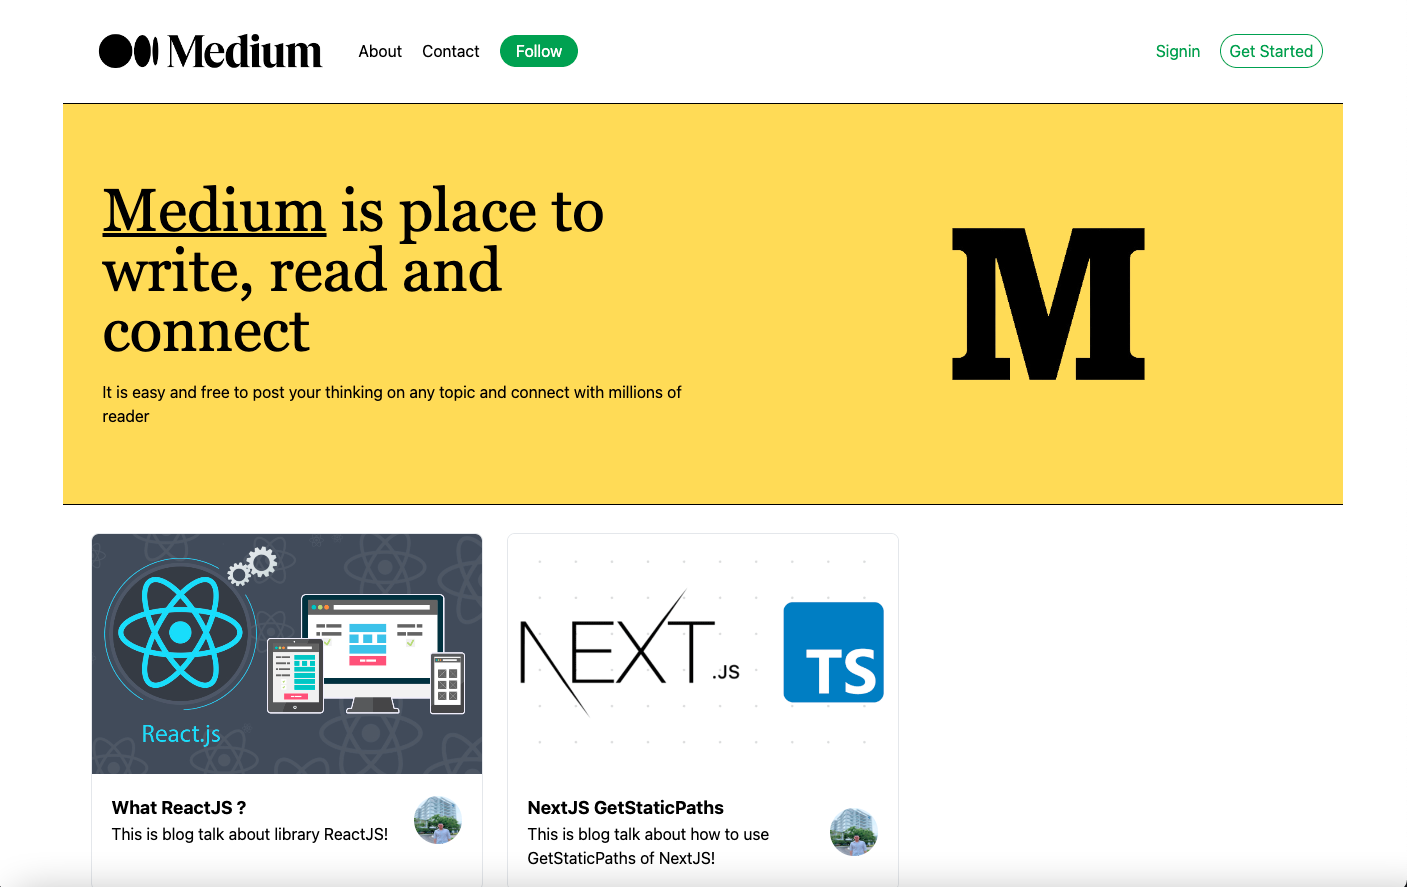 Medium
About
Contact
Follow
Signin
Get Started
Medium is place to
write, read and
connect
M
It is easy and free to post your thinking on any topic and connect with millions of
reader
React.js
NEXT.JS
TS
What ReactJS ?
This is blog talk about library ReactJS!
NextJS GetStaticPaths
This is blog talk about how to use
GetStaticPaths of NextJS!